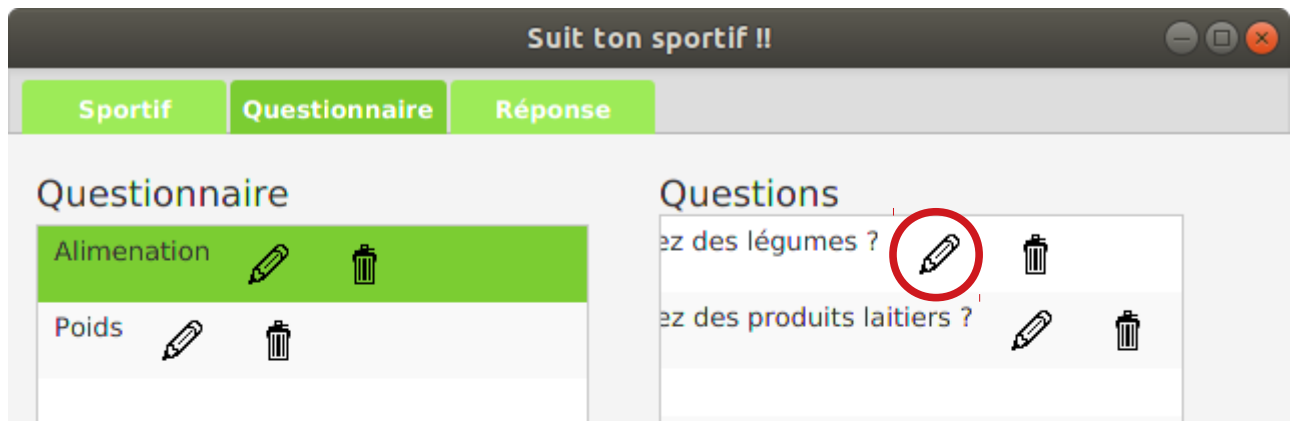 Suit ton sportif !!
Sportif Questionnaire Réponse
Questionnaire
Alimenation
Poids
Questions
ez des légumes ?
ez des produits laitiers ?